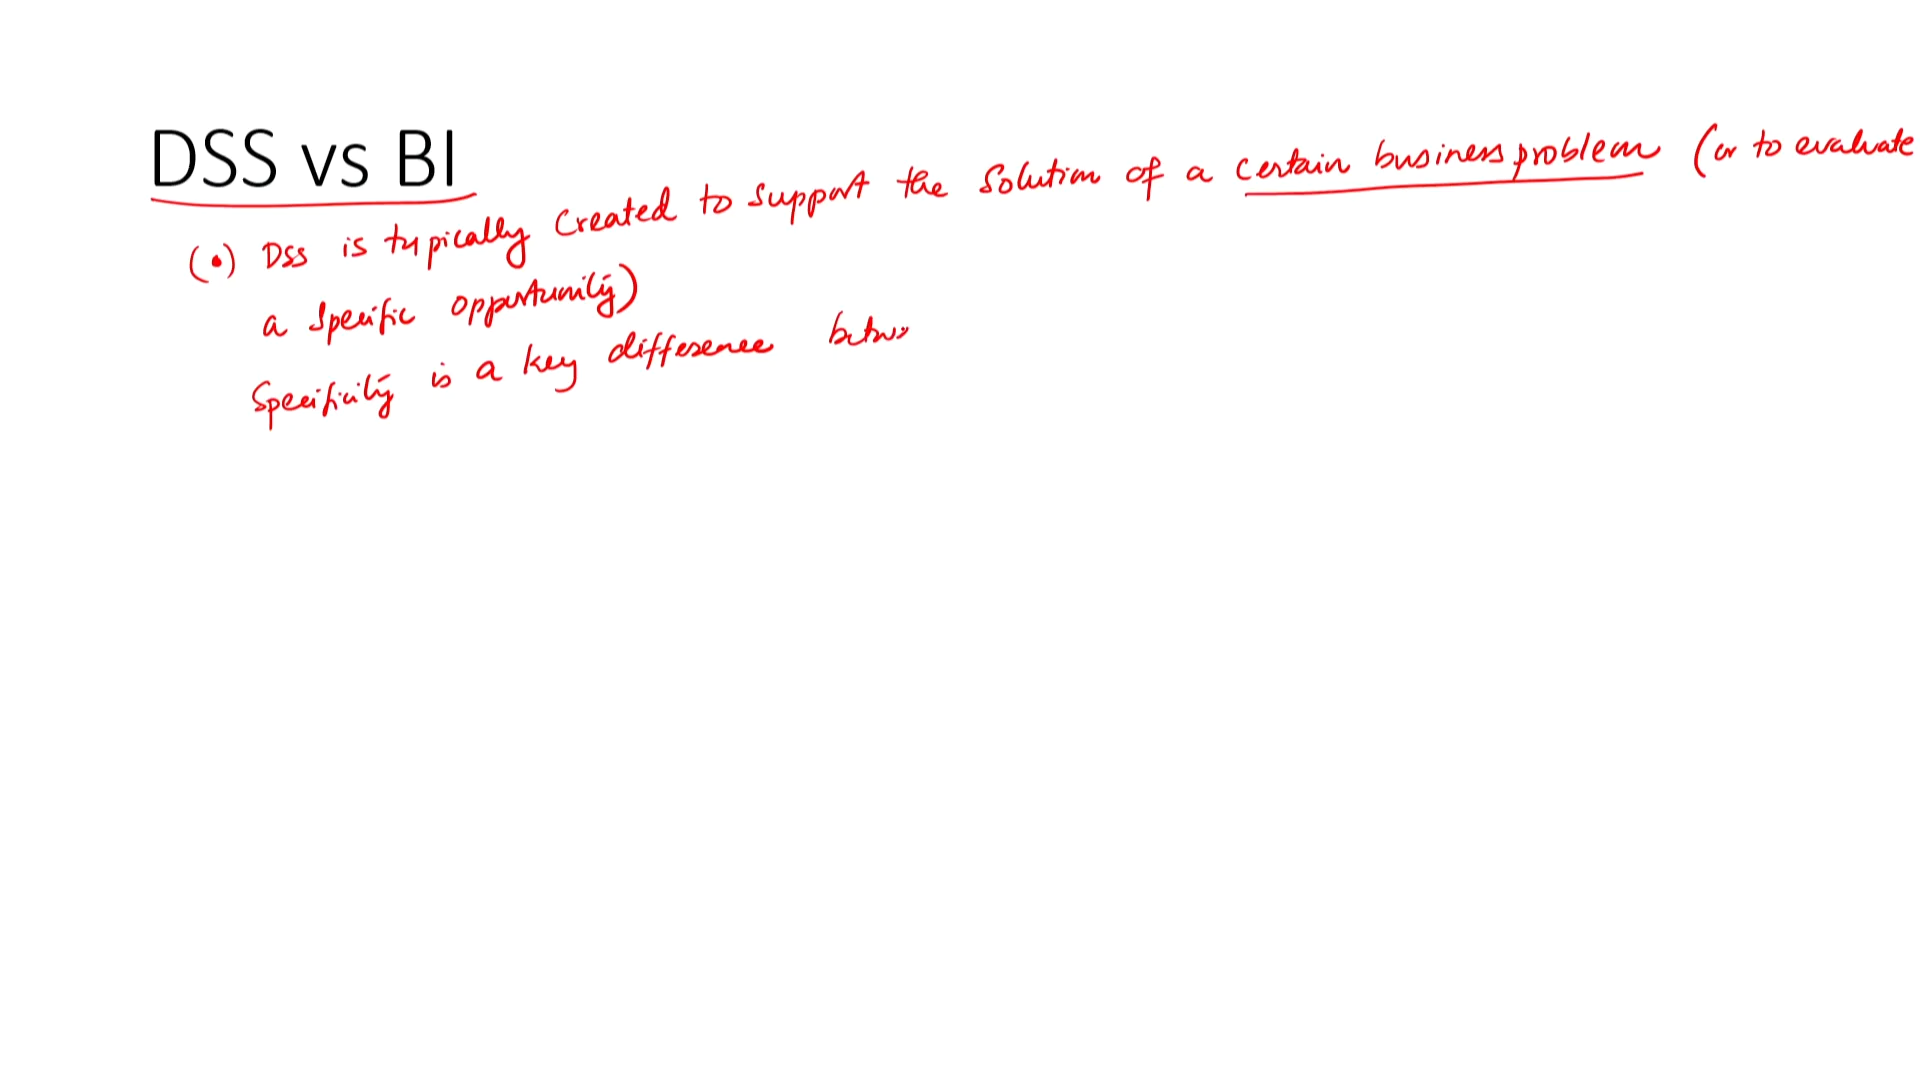 DSS vs BI
(•) DSS is typically created to support the solution of a certain business problem (or to evaluate
a specific opportunity)
Specificity is a key difference